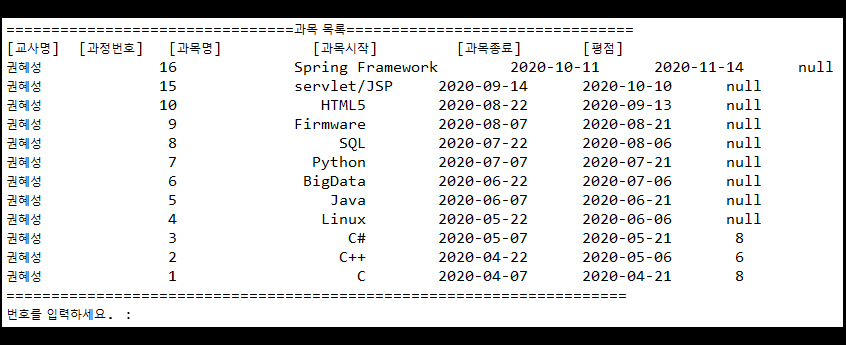 ================================과목 목록================================
[교사명] [과정번호] [과목명] [과목시작] [과목종료] [평점]
권혜성 16 Spring Framework 2020-10-11 2020-11-14 null
권혜성 15 servlet/JSP 2020-09-14 2020-10-10 null
권혜성 10 HTML5 2020-08-22 2020-09-13 null
권혜성 9 Firmware 2020-08-07 2020-08-21 null
권혜성 8 SQL 2020-07-22 2020-08-06 null
권혜성 7 Python 2020-07-07 2020-07-21 null
권혜성 6 BigData 2020-06-22 2020-07-06 null
권혜성 5 Java 2020-06-07 2020-06-21 null
권혜성 4 Linux 2020-05-22 2020-06-06 null
권혜성 3 C# 2020-05-07 2020-05-21 8
권혜성 2 C++ 2020-04-22 2020-05-06 6
권혜성 1 C 2020-04-07 2020-04-21 8
=====================================================================
번호를 입력하세요. :